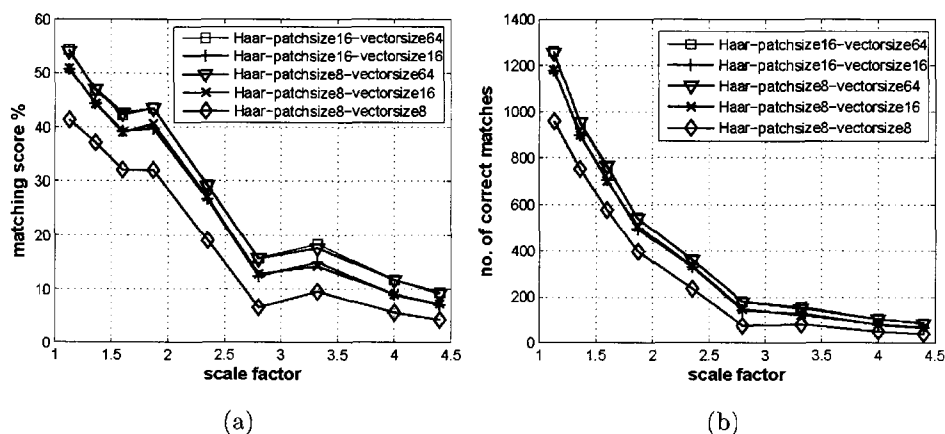 60
50
40
30
20
10
0
matching score %
Haar-patchsize16-vectorsize64
Haar-patchsize16-vectorsize16
Haar-patchsize8-vectorsize64
Haar-patchsize8-vectorsize16
Haar-patchsize8-vectorsize8
1 1.5 2 2.5 3 3.5 4 4.5
scale factor
(a)
1400
1200
1000
800
600
400
200
0
no. of correct matches
Haar-patchsize16-vectorsize64
Haar-patchsize16-vectorsize16
Haar-patchsize8-vectorsize64
Haar-patchsize8-vectorsize16
Haar-patchsize8-vectorsize8
1 1.5 2 2.5 3 3.5 4 4.5
scale factor
(b)